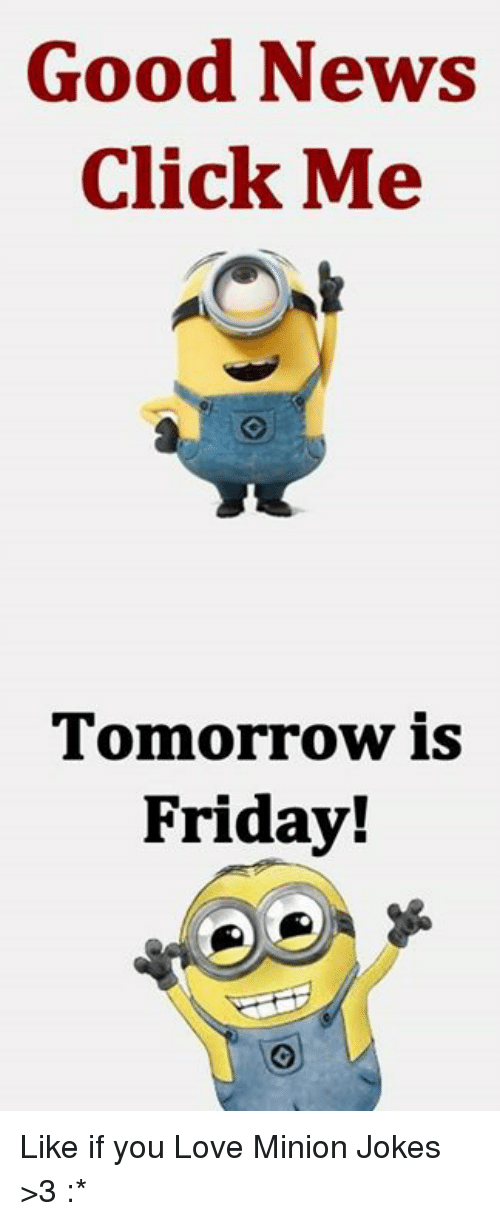 Good News
Click Me
Tomorrow is
Friday!
Like if you Love Minion Jokes
>3 :*